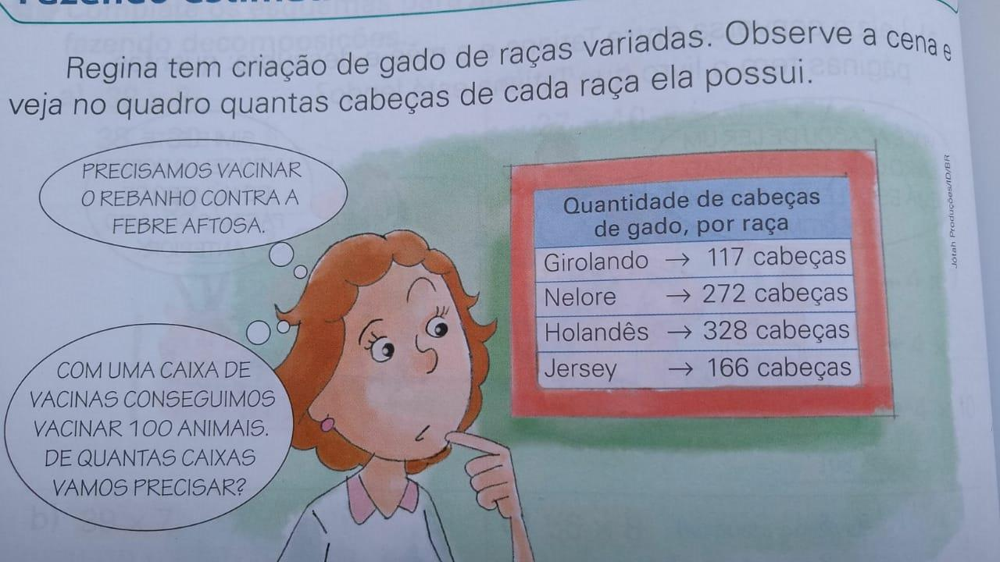 Regina tem criação de gado de raças variadas. Observe a cena e
veja no quadro quantas cabeças de cada raça ela possui.
PRECISAMOS VACINAR
O REBANHO CONTRA A
FEBRE AFTOSA.
COM UMA CAIXA DE
VACINAS CONSEGUIMOS
VACINAR 100 ANIMAIS.
DE QUANTAS CAIXAS
VAMOS PRECISAR?
Quantidade de cabeças
de gado, por raça
Girolando → 117 cabeças
Nelore → 272 cabeças
Holandês → 328 cabeças
Jersey → 166 cabeças
Jótah Produções/ID/BR